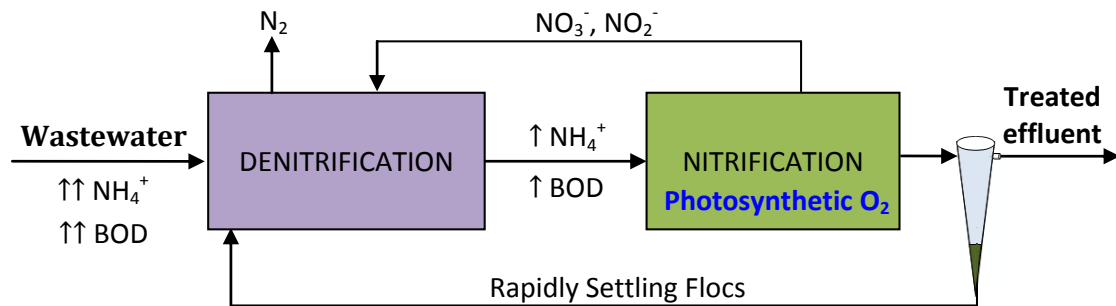 N₂
NO₃⁻, NO₂⁻
Wastewater
↑↑ NH₄⁺
↑↑ BOD
DENITRIFICATION
↑ NH₄⁺
↑ BOD
NITRIFICATION
Photosynthetic O₂
Treated
effluent
Rapidly Settling Flocs